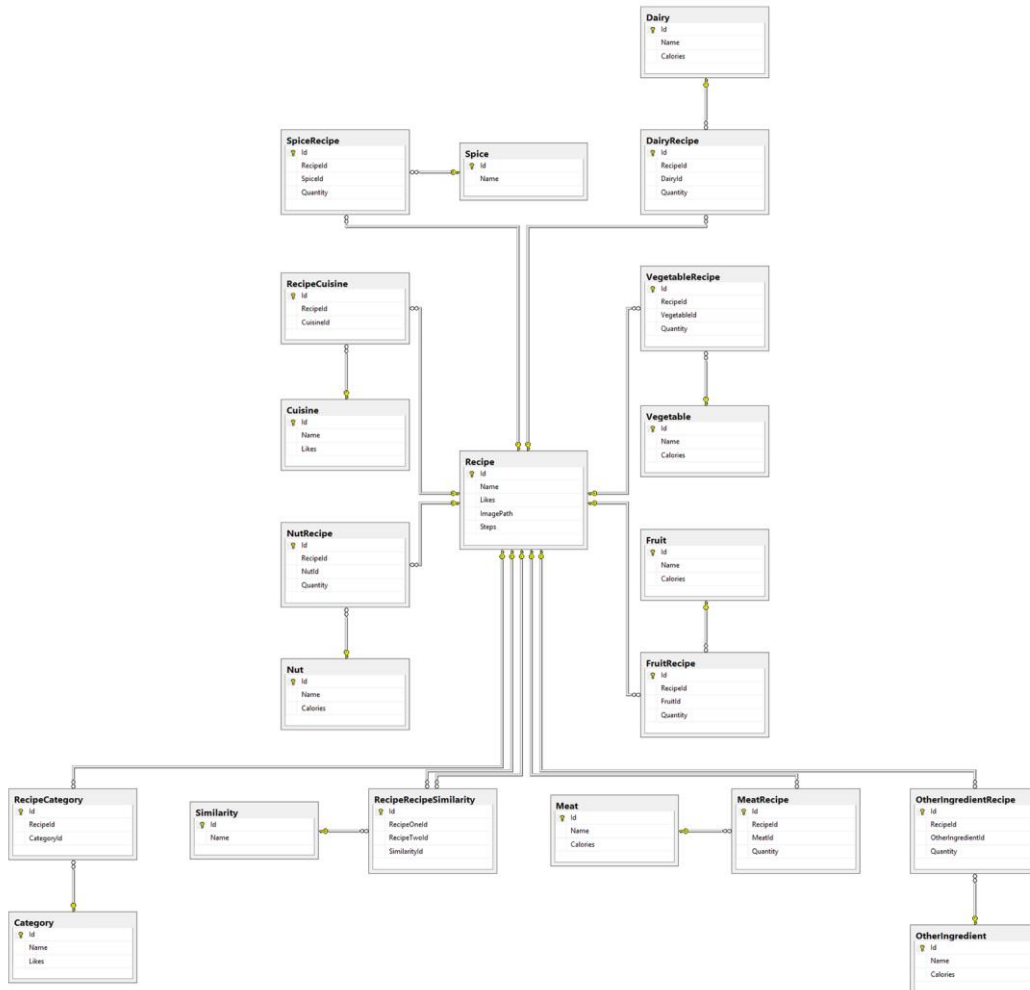 Dairy
Id
Name
Calories
SpiceRecipe
Id
RecipeId
SpiceId
Quantity
Spice
Id
Name
DairyRecipe
Id
RecipeId
DairyId
Quantity
RecipeCuisine
Id
RecipeId
CuisineId
VegetableRecipe
Id
RecipeId
VegetableId
Quantity
Cuisine
Id
Name
Likes
Vegetable
Id
Name
Calories
Recipe
Id
Name
Likes
ImagePath
Steps
NutRecipe
Id
RecipeId
NutId
Quantity
Fruit
Id
Name
Calories
Nut
Id
Name
Calories
FruitRecipe
Id
RecipeId
FruitId
Quantity
RecipeCategory
Id
RecipeId
CategoryId
Similarity
Id
Name
RecipeRecipeSimilarity
Id
RecipeOneId
RecipeTwoId
SimilarityId
Meat
Id
Name
Calories
MeatRecipe
Id
RecipeId
MeatId
Quantity
OtherIngredientRecipe
Id
RecipeId
OtherIngredientId
Quantity
Category
Id
Name
Likes
OtherIngredient
Id
Name
Calories